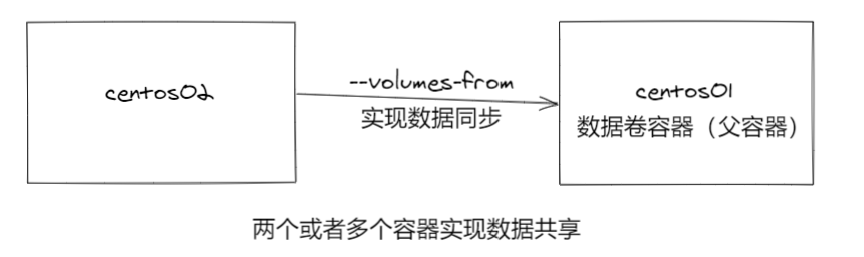 centos02
--volumes-from
实现数据同步
centos01
数据卷容器（父容器）
两个或者多个容器实现数据共享